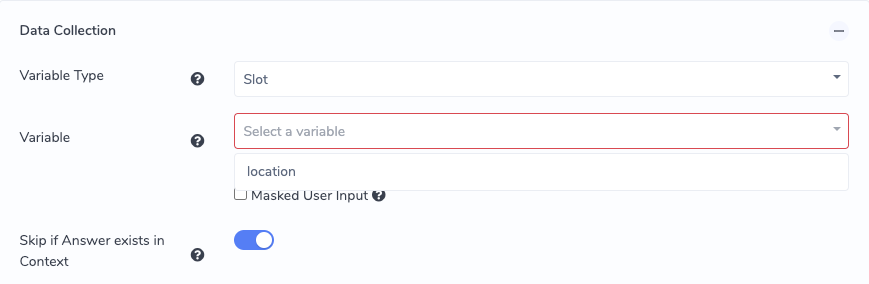 Data Collection
Variable Type
Slot
Variable
Select a variable
location
Masked User Input
Skip if Answer exists in
Context